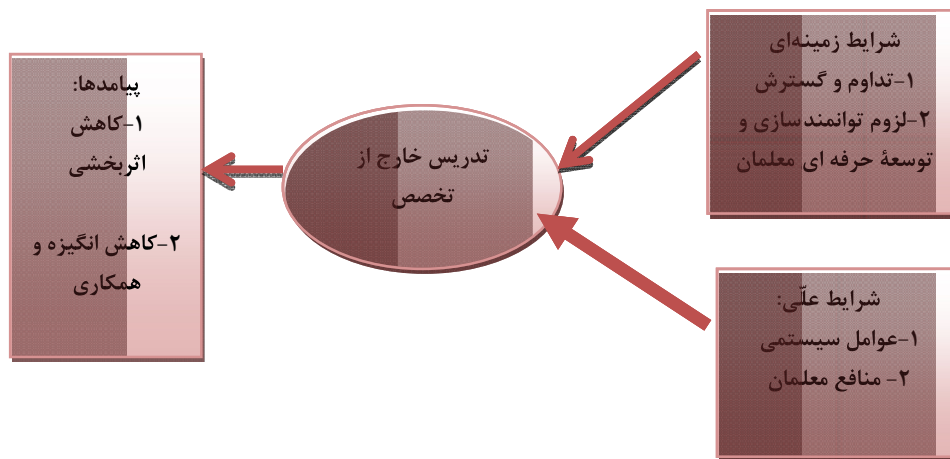 شرایط زمینه‌ای
۱-تداوم و گسترش
۲-لزوم توانمندسازی و
توسعهٔ حرفه ای معلمان
شرایط علّی:
۱-عوامل سیستمی
۲- منافع معلمان
تدریس خارج از
تخصص
پیامدها:
۱-کاهش
اثربخشی
۲-کاهش انگیزه و
همکاری